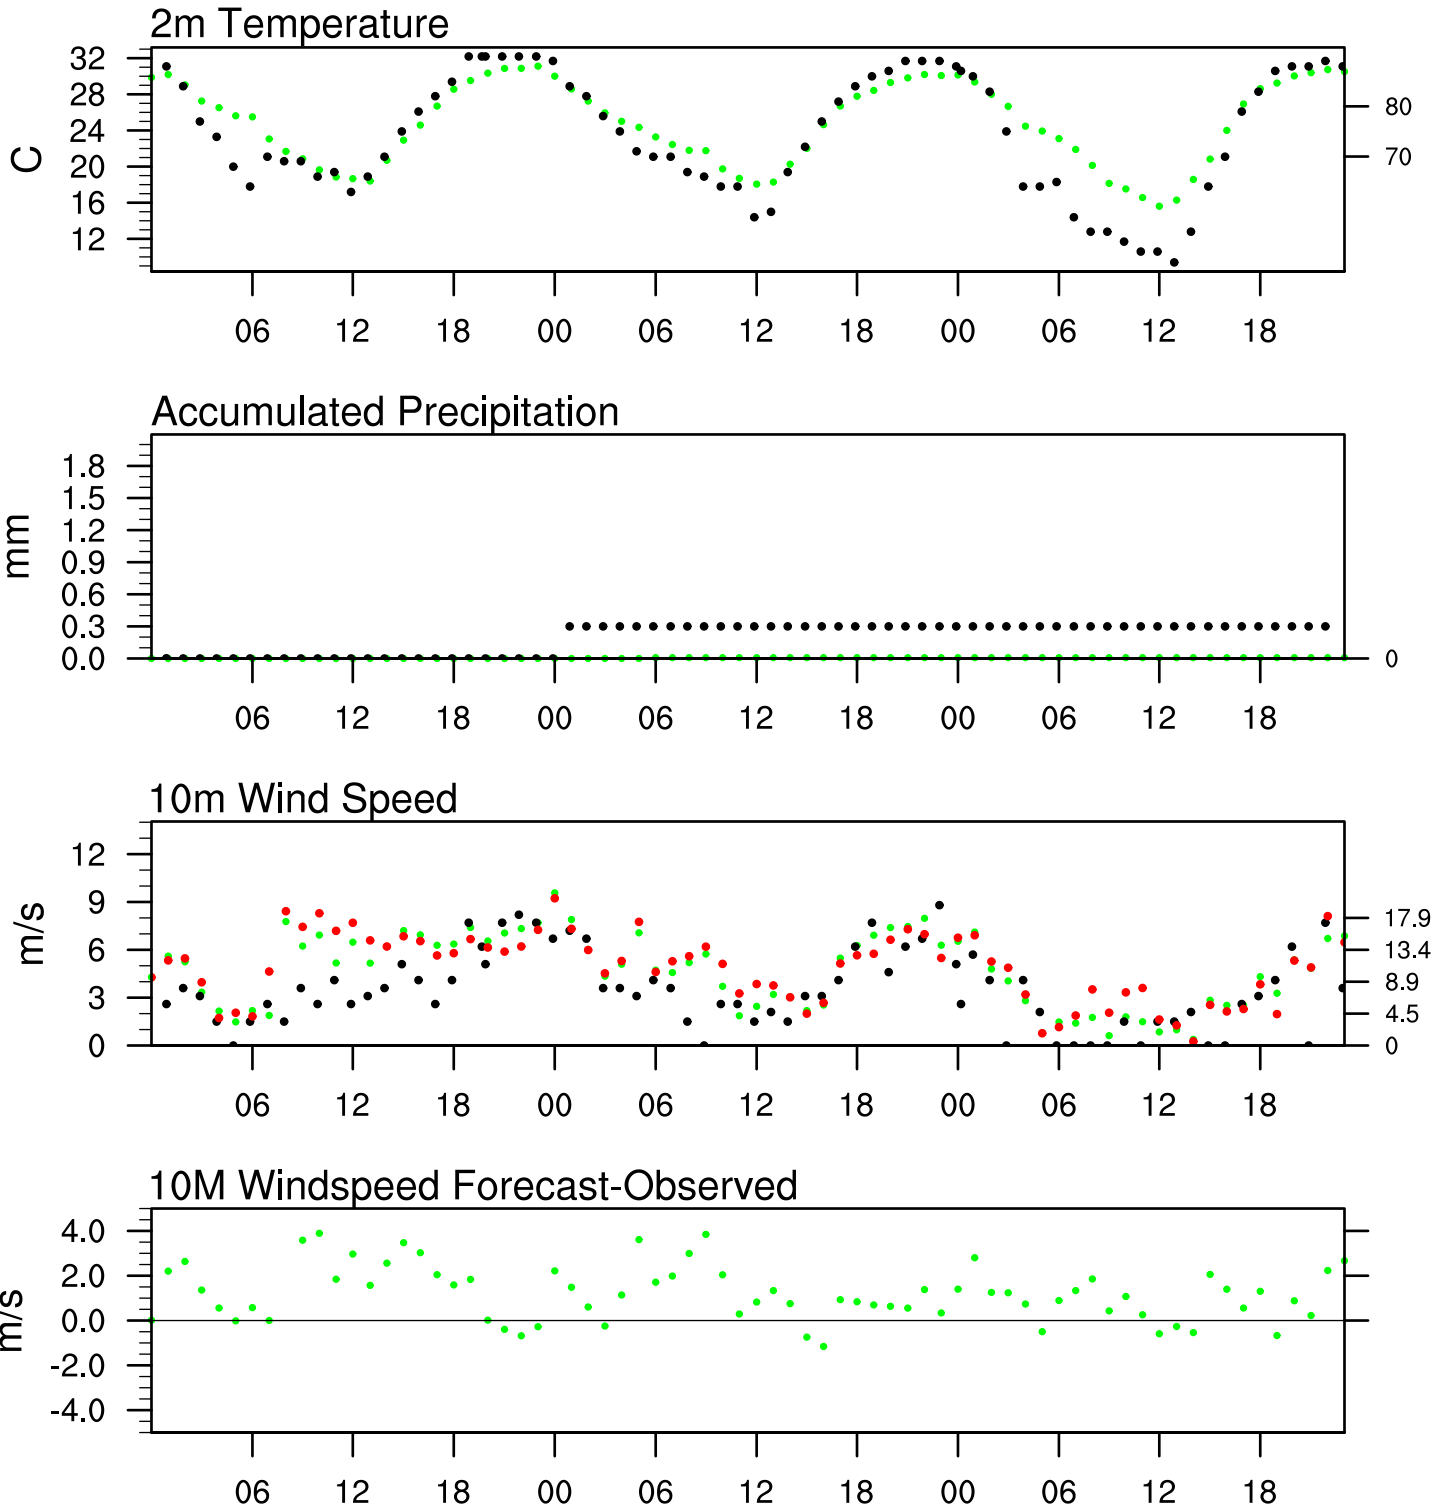 2m Temperature
32
28
24
20
16
12
C
80
70
06 12 18 00 06 12 18 00 06 12 18
Accumulated Precipitation
1.8
1.5
1.2
0.9
0.6
0.3
0.0
mm
0
06 12 18 00 06 12 18 00 06 12 18
10m Wind Speed
12
9
6
3
0
m/s
17.9
13.4
8.9
4.5
0
06 12 18 00 06 12 18 00 06 12 18
10M Windspeed Forecast-Observed
4.0
2.0
0.0
-2.0
-4.0
m/s
06 12 18 00 06 12 18 00 06 12 18